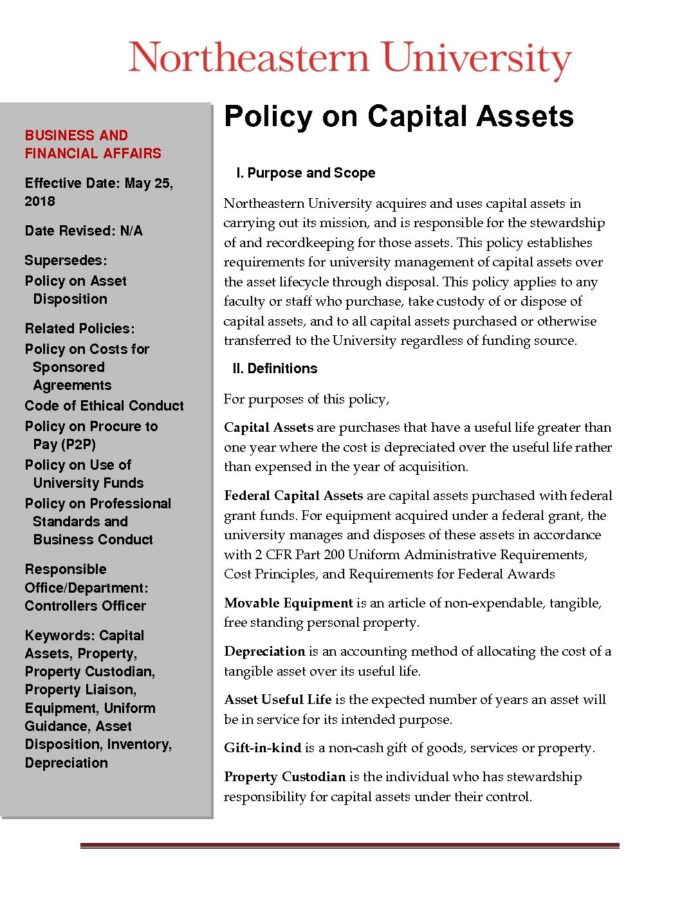 Northeastern University
BUSINESS AND
FINANCIAL AFFAIRS
Effective Date: May 25,
2018
Date Revised: N/A
Supersedes:
Policy on Asset
Disposition
Related Policies:
Policy on Costs for
Sponsored
Agreements
Code of Ethical Conduct
Policy on Procure to
Pay (P2P)
Policy on Use of
University Funds
Policy on Professional
Standards and
Business Conduct
Responsible
Office/Department:
Controllers Officer
Keywords: Capital
Assets, Property,
Property Custodian,
Property Liaison,
Equipment, Uniform
Guidance, Asset
Disposition, Inventory,
Depreciation
Policy on Capital Assets
I. Purpose and Scope
Northeastern University acquires and uses capital assets in
carrying out its mission, and is responsible for the stewardship
of and recordkeeping for those assets. This policy establishes
requirements for university management of capital assets over
the asset lifecycle through disposal. This policy applies to any
faculty or staff who purchase, take custody of or dispose of
capital assets, and to all capital assets purchased or otherwise
transferred to the University regardless of funding source.
II. Definitions
For purposes of this policy,
Capital Assets are purchases that have a useful life greater than
one year where the cost is depreciated over the useful life rather
than expensed in the year of acquisition.
Federal Capital Assets are capital assets purchased with federal
grant funds. For equipment acquired under a federal grant, the
university manages and disposes of these assets in accordance
with 2 CFR Part 200 Uniform Administrative Requirements,
Cost Principles, and Requirements for Federal Awards
Movable Equipment is an article of non-expendable, tangible,
free standing personal property.
Depreciation is an accounting method of allocating the cost of a
tangible asset over its useful life.
Asset Useful Life is the expected number of years an asset will
be in service for its intended purpose.
Gift-in-kind is a non-cash gift of goods, services or property.
Property Custodian is the individual who has stewardship
responsibility for capital assets under their control.